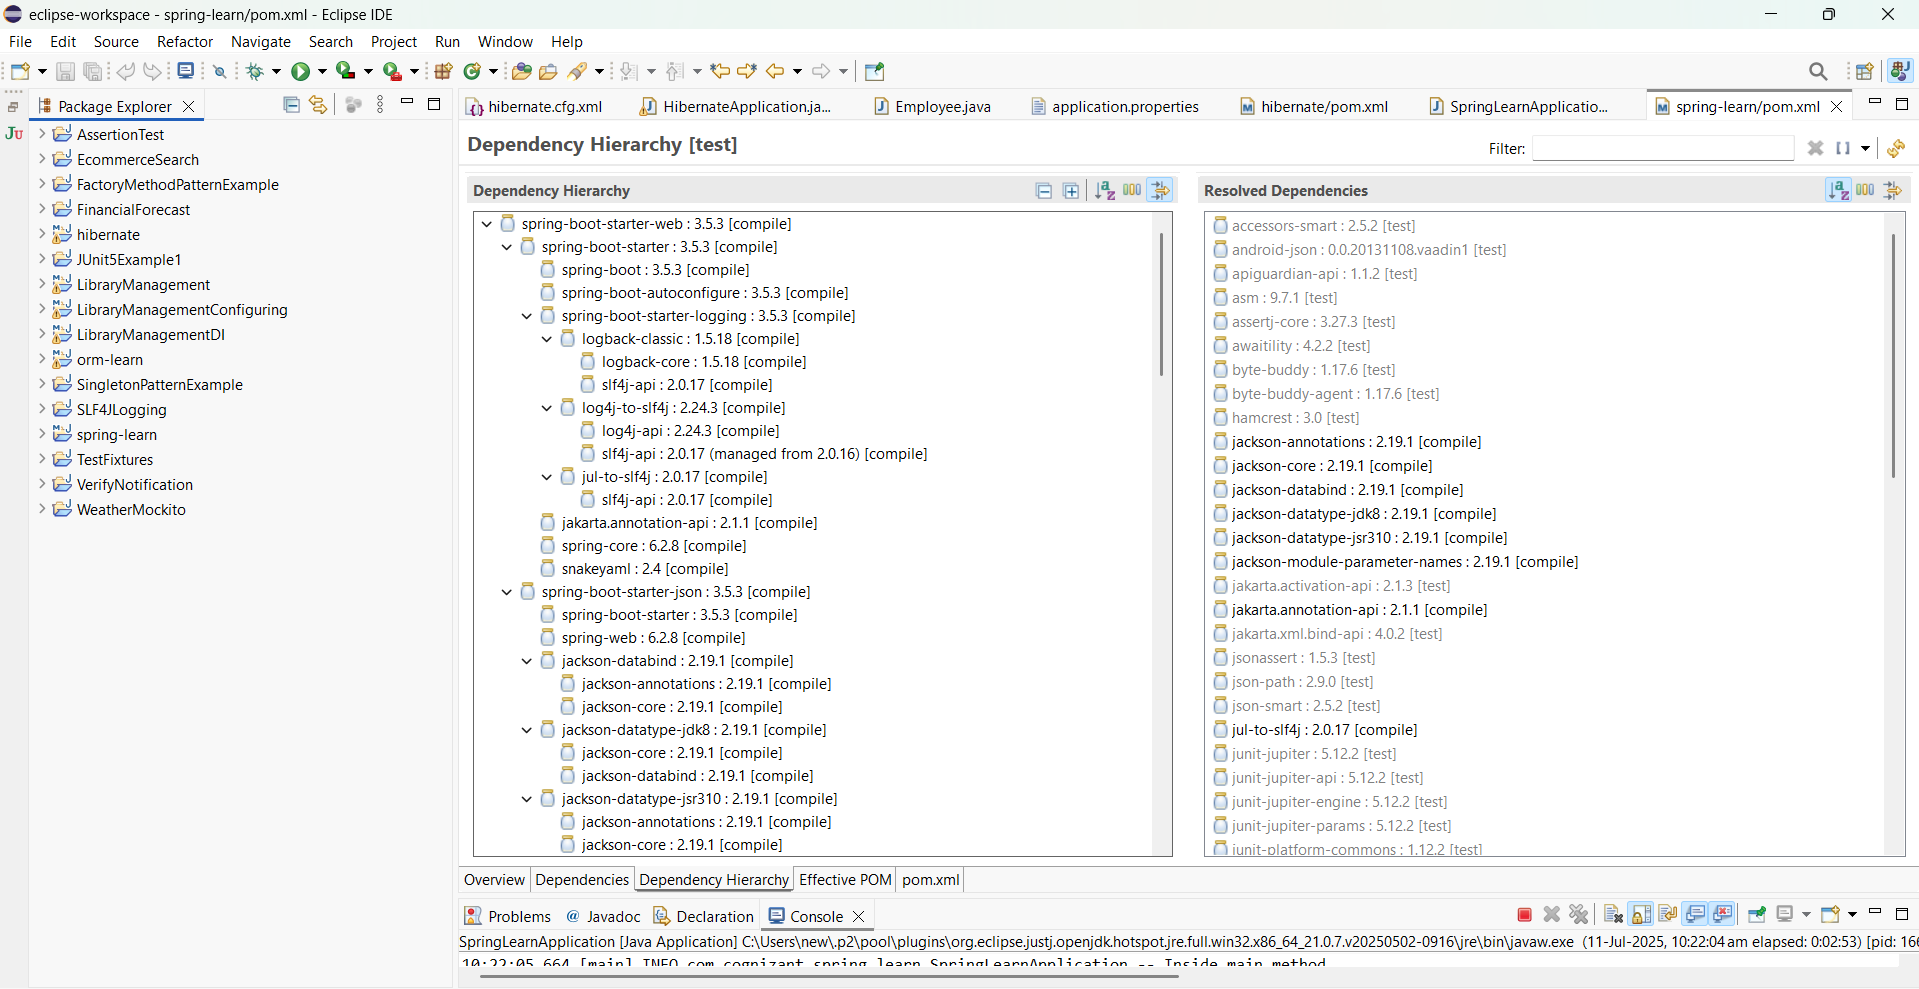 eclipse-workspace - spring-learn/pom.xml - Eclipse IDE
File Edit Source Refactor Navigate Search Project Run Window Help
Package Explorer
hibernate.cfg.xml HibernateApplication.ja... Employee.java application.properties hibernate/pom.xml SpringLearnApplicatio... spring-learn/pom.xml
JU
AssertionTest
EcommerceSearch
FactoryMethodPatternExample
FinancialForecast
hibernate
JUnit5Example1
LibraryManagement
LibraryManagementConfiguring
LibraryManagementDI
orm-learn
SingletonPatternExample
SLF4JLogging
spring-learn
TestFixtures
VerifyNotification
WeatherMockito
Dependency Hierarchy [test]
Filter:
Dependency Hierarchy
spring-boot-starter-web : 3.5.3 [compile]
spring-boot-starter : 3.5.3 [compile]
spring-boot : 3.5.3 [compile]
spring-boot-autoconfigure : 3.5.3 [compile]
spring-boot-starter-logging : 3.5.3 [compile]
logback-classic : 1.5.18 [compile]
logback-core : 1.5.18 [compile]
slf4j-api : 2.0.17 [compile]
log4j-to-slf4j : 2.24.3 [compile]
log4j-api : 2.24.3 [compile]
slf4j-api : 2.0.17 (managed from 2.0.16) [compile]
jul-to-slf4j : 2.0.17 [compile]
slf4j-api : 2.0.17 [compile]
jakarta.annotation-api : 2.1.1 [compile]
spring-core : 6.2.8 [compile]
snakeyaml : 2.4 [compile]
spring-boot-starter-json : 3.5.3 [compile]
spring-boot-starter : 3.5.3 [compile]
spring-web : 6.2.8 [compile]
jackson-databind : 2.19.1 [compile]
jackson-annotations : 2.19.1 [compile]
jackson-core : 2.19.1 [compile]
jackson-datatype-jdk8 : 2.19.1 [compile]
jackson-core : 2.19.1 [compile]
jackson-databind : 2.19.1 [compile]
jackson-datatype-jsr310 : 2.19.1 [compile]
jackson-annotations : 2.19.1 [compile]
jackson-core : 2.19.1 [compile]
Resolved Dependencies
accessors-smart : 2.5.2 [test]
android-json : 0.0.20131108.vaadin1 [test]
apiguardian-api : 1.1.2 [test]
asm : 9.7.1 [test]
assertj-core : 3.27.3 [test]
awaitility : 4.2.2 [test]
byte-buddy : 1.17.6 [test]
byte-buddy-agent : 1.17.6 [test]
hamcrest : 3.0 [test]
jackson-annotations : 2.19.1 [compile]
jackson-core : 2.19.1 [compile]
jackson-databind : 2.19.1 [compile]
jackson-datatype-jdk8 : 2.19.1 [compile]
jackson-datatype-jsr310 : 2.19.1 [compile]
jackson-module-parameter-names : 2.19.1 [compile]
jakarta.activation-api : 2.1.3 [test]
jakarta.annotation-api : 2.1.1 [compile]
jakarta.xml.bind-api : 4.0.2 [test]
jsonassert : 1.5.3 [test]
json-path : 2.9.0 [test]
json-smart : 2.5.2 [test]
jul-to-slf4j : 2.0.17 [compile]
junit-jupiter : 5.12.2 [test]
junit-jupiter-api : 5.12.2 [test]
junit-jupiter-engine : 5.12.2 [test]
junit-jupiter-params : 5.12.2 [test]
junit-platform-commons : 1.12.2 [test]
Overview Dependencies Dependency Hierarchy Effective POM pom.xml
Problems Javadoc Declaration Console
SpringLearnApplication [Java Application] C:\Users\new\.p2\pool\plugins\org.eclipse.justj.openjdk.hotspot.jre.full.win32.x86_64_21.0.7.v20250502-0916\jre\bin\javaw.exe (11-Jul-2025, 10:22:04 am elapsed: 0:02:53) [pid: 166
10:22:05.664 [main] INFO com.cognizant.spring_learn.SpringLearnApplication -- Inside main method